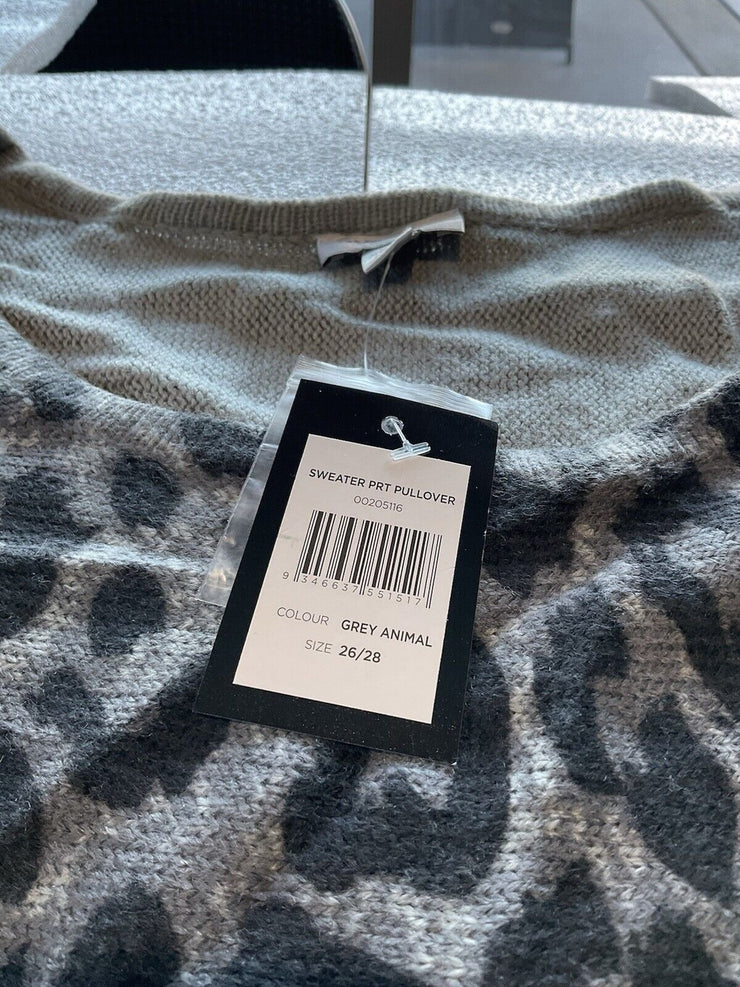 SWEATER PRT PULLOVER
00205116
9 346637 551517
COLOUR GREY ANIMAL
SIZE 26/28